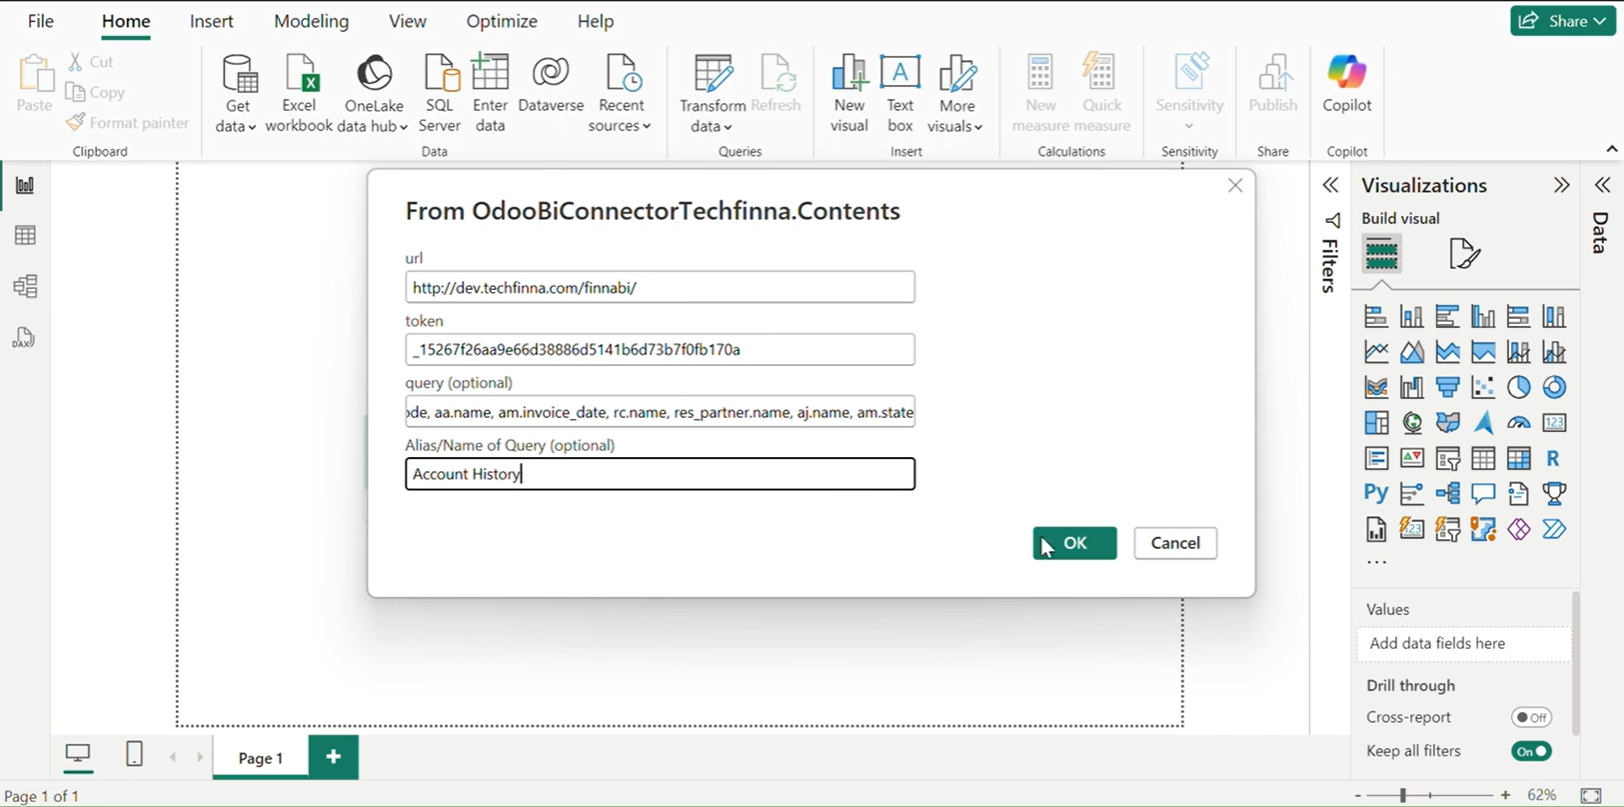 File Home Insert Modeling View Optimize Help Share
Paste Cut Copy Format painter
Clipboard
Get data Excel workbook OneLake data hub SQL Server Enter data Dataverse Recent sources
Data
Transform data Refresh
Queries
New visual Text box More visuals
Insert
New measure Quick measure
Calculations
Sensitivity
Sensitivity
Publish
Share
Copilot
Copilot
From OdooBiConnectorTechfinna.Contents
url
http://dev.techfinna.com/finnabi/
token
_15267f26aa9e66d38886d5141b6d73b7f0fb170a
query (optional)
de, aa.name, am.invoice_date, rc.name, res_partner.name, aj.name, am.state
Alias/Name of Query (optional)
Account History
OK Cancel
Filters
Visualizations
Build visual
123
R
Py
123
...
Values
Add data fields here
Drill through
Cross-report Off
Keep all filters On
Data
DAX
Page 1 +
Page 1 of 1
- + 62%